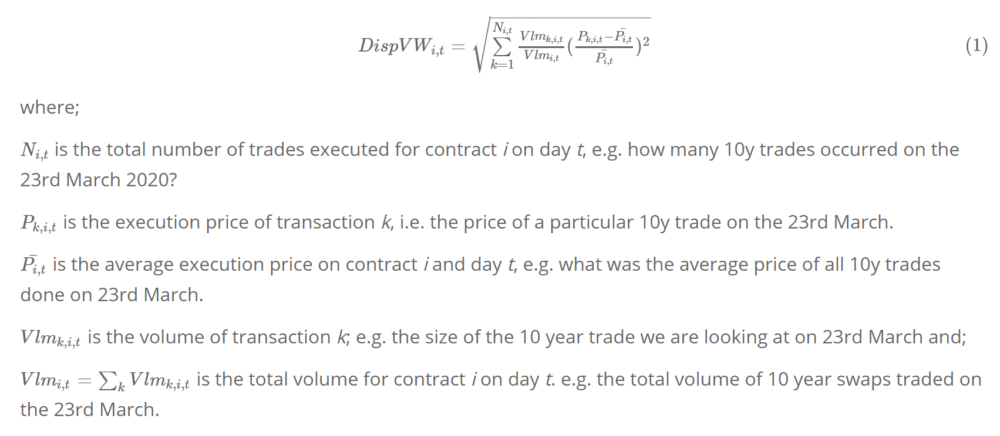 $DispVW_{i,t} = \sqrt{\sum_{k=1}^{N_{i,t}} \frac{Vlm_{k,i,t}}{Vlm_{i,t}} (\frac{P_{k,i,t} - \bar{P_{i,t}}}{\bar{P_{i,t}}})^2}$ (1)
where;
$N_{i,t}$ is the total number of trades executed for contract i on day t, e.g. how many 10y trades occurred on the
23rd March 2020?
$P_{k,i,t}$ is the execution price of transaction k, i.e. the price of a particular 10y trade on the 23rd March.
$\bar{P_{i,t}}$ is the average execution price on contract i and day t, e.g. what was the average price of all 10y trades
done on 23rd March.
$Vlm_{k,i,t}$ is the volume of transaction k; e.g. the size of the 10 year trade we are looking at on 23rd March and;
$Vlm_{i,t} = \sum_k Vlm_{k,i,t}$ is the total volume for contract i on day t. e.g. the total volume of 10 year swaps traded on
the 23rd March.